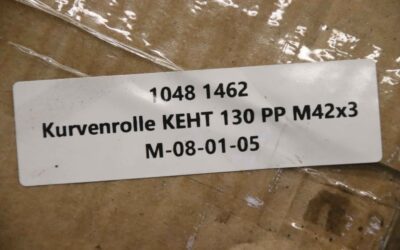 1048 1462
Kurvenrolle KEHT 130 PP M42x3
M-08-01-05